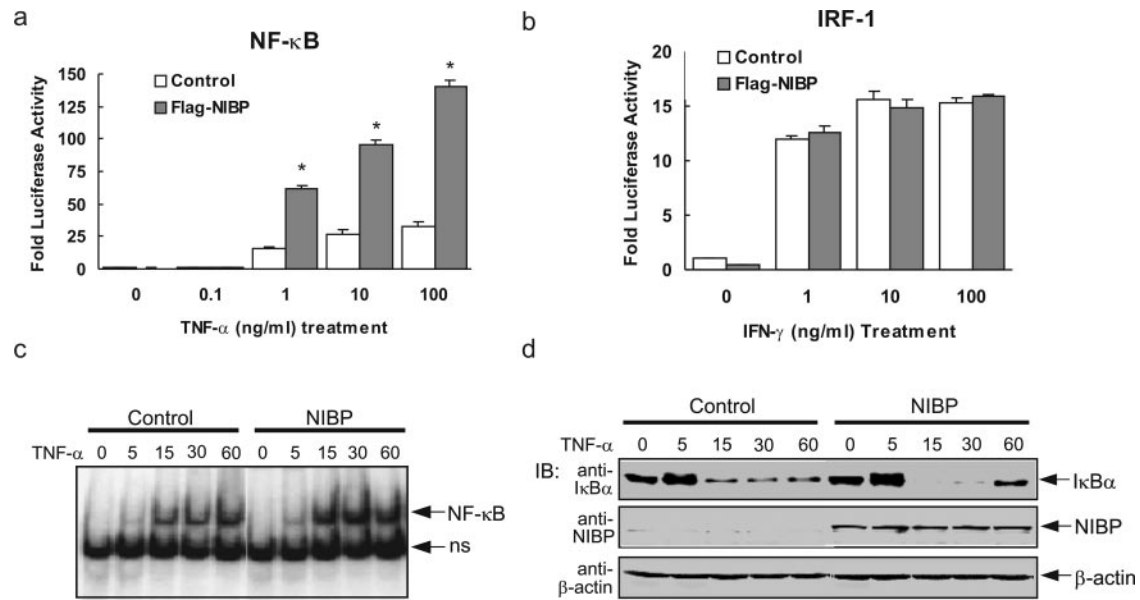 a
NF-κB
Control
Flag-NIBP
Fold Luciferase Activity
150
125
100
75
50
25
0
* * *
0 0.1 1 10 100
TNF-α (ng/ml) treatment
b
IRF-1
Control
Flag-NIBP
Fold Luciferase Activity
20
15
10
5
0
0 1 10 100
IFN-γ (ng/ml) Treatment
c
Control NIBP
TNF-α 0 5 15 30 60 0 5 15 30 60
NF-κB
ns
d
Control NIBP
TNF-α 0 5 15 30 60 0 5 15 30 60
IB: anti-
IκBα
IκBα
anti-
NIBP
NIBP
anti-
β-actin
β-actin